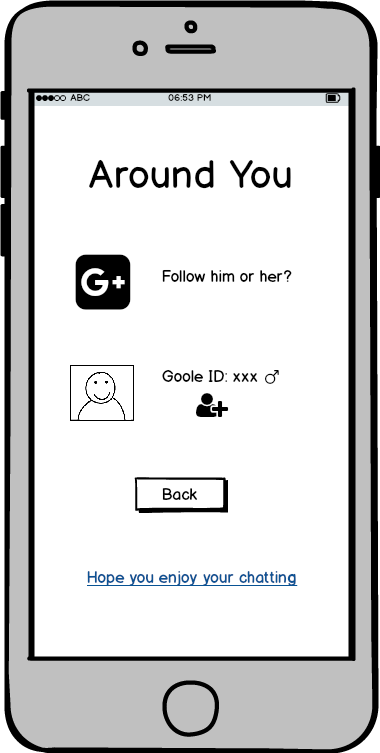 ABC 06:53 PM
Around You
G+ Follow him or her?
Goole ID: xxx ♂
Back
Hope you enjoy your chatting